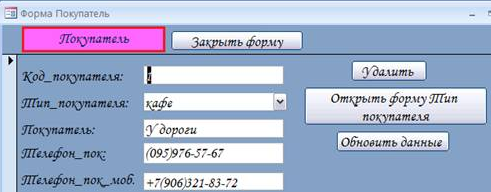 Форма Покупатель
Покупатель Закрыть форму
Код_покупателя: 1 Удалить
Тип_покупателя: кафе Открыть форму Тип покупателя
Покупатель: У дороги Обновить данные
Телефон_пок: (095)976-57-67
Телефон_пок_моб. +7(906)321-83-72